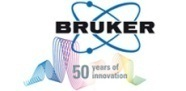 BRUKER
50 years of
innovation